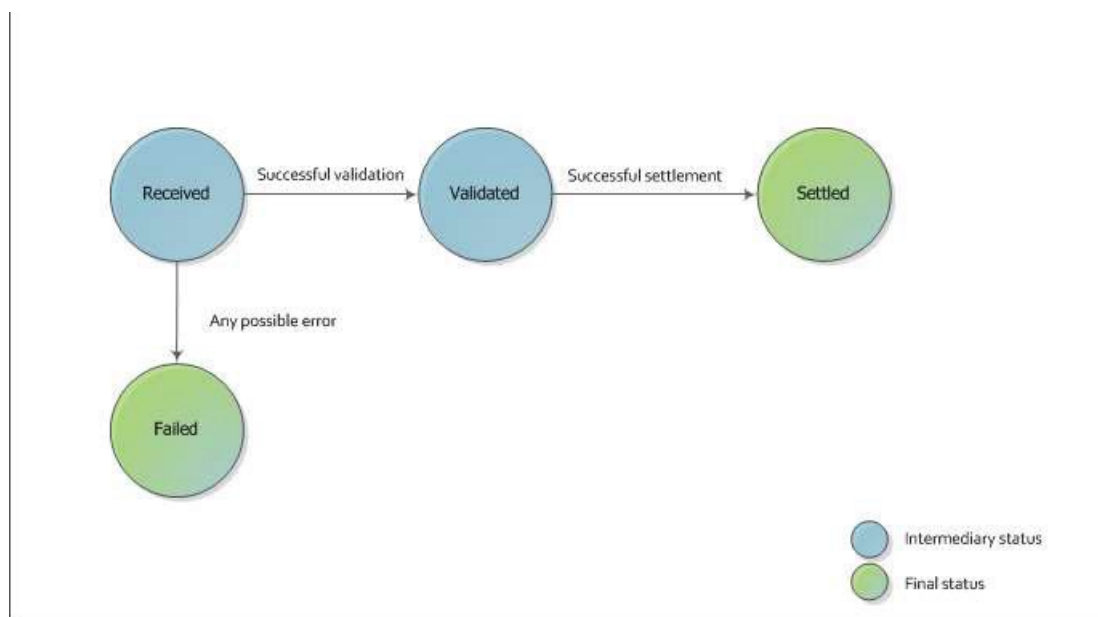 Received
Successful validation
Validated
Successful settlement
Settled
Any possible error
Failed
Intermediary status
Final status